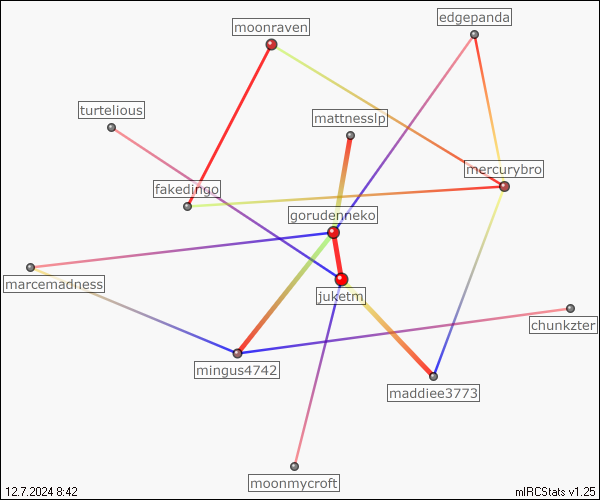 edgepanda
moonraven
turtelious
mattnesslp
mercurybro
fakedingo
gorudenneko
marcemadness
juketm
chunkzter
mingus4742
maddiee3773
moonmycroft
12.7.2024 8:42
mIRCStats v1.25